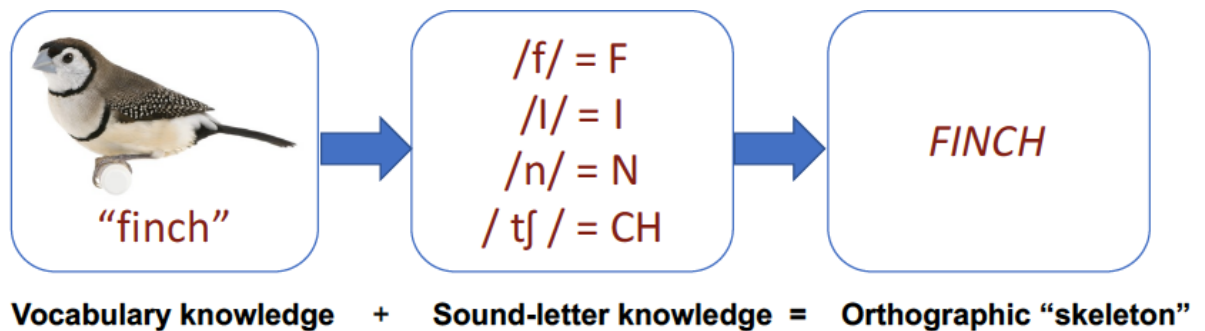 “finch”
/f/ = F
/I/ = I
/n/ = N
/ tʃ / = CH
FINCH
Vocabulary knowledge + Sound-letter knowledge = Orthographic “skeleton”